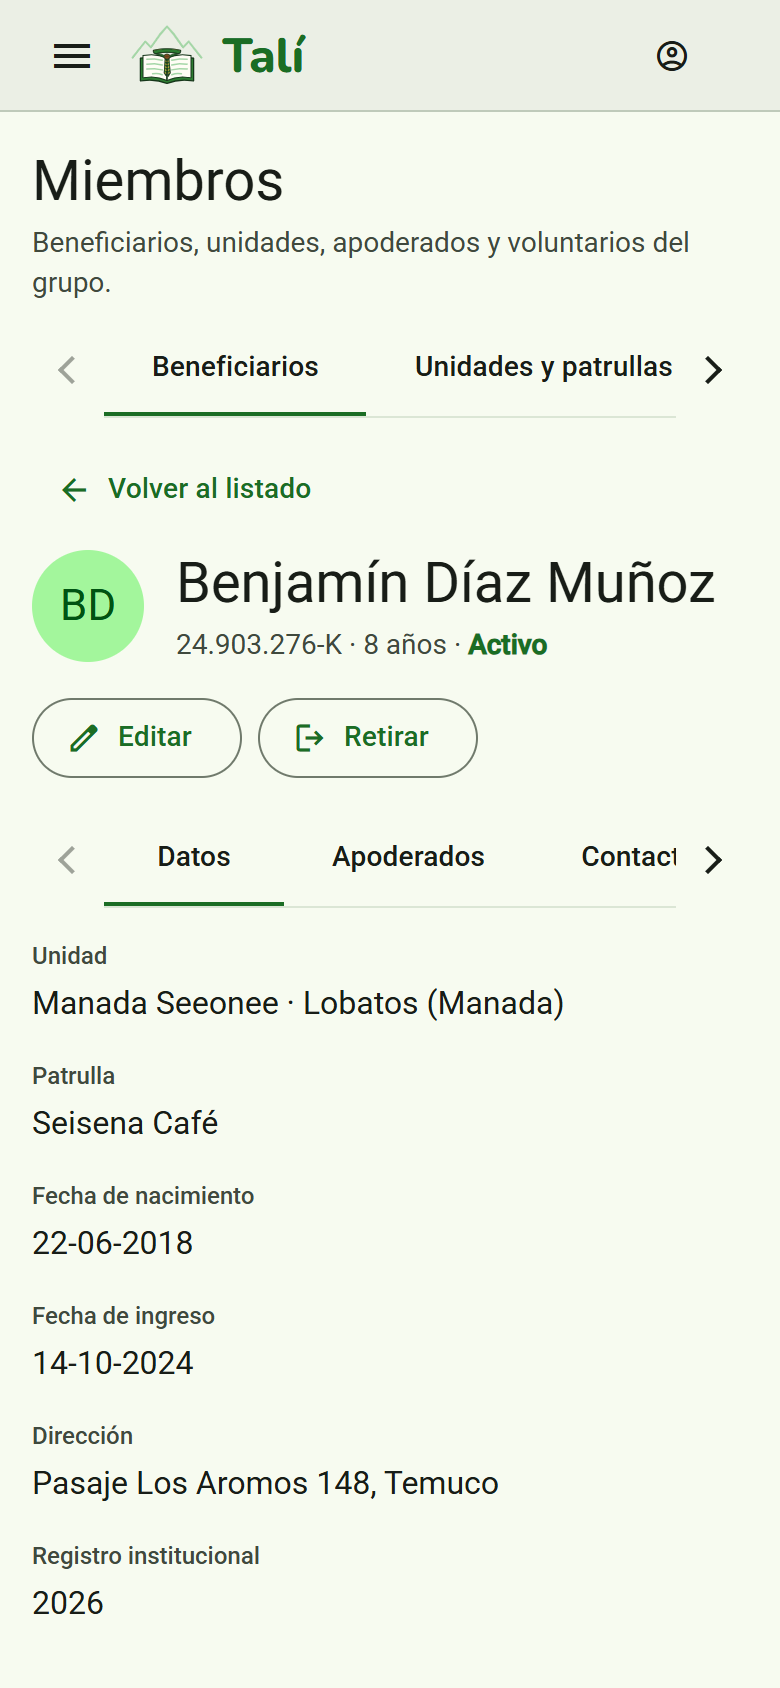 Talí
Miembros
Beneficiarios, unidades, apoderados y voluntarios del
grupo.
Beneficiarios
Unidades y patrullas
Volver al listado
BD
Benjamín Díaz Muñoz
24.903.276-K · 8 años · Activo
Editar
Retirar
Datos
Apoderados
Contact
Unidad
Manada Seeonee · Lobatos (Manada)
Patrulla
Seisena Café
Fecha de nacimiento
22-06-2018
Fecha de ingreso
14-10-2024
Dirección
Pasaje Los Aromos 148, Temuco
Registro institucional
2026